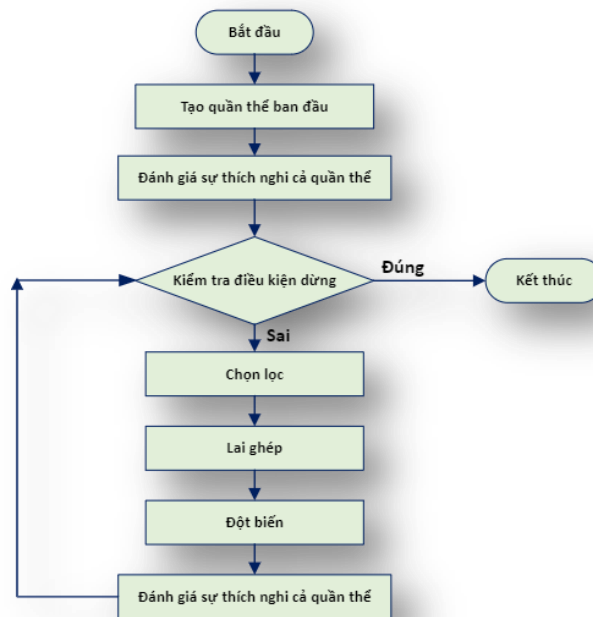 Bắt đầu
Tạo quần thể ban đầu
Đánh giá sự thích nghi cả quần thể
Kiểm tra điều kiện dừng
Đúng
Kết thúc
Sai
Chọn lọc
Lai ghép
Đột biến
Đánh giá sự thích nghi cả quần thể